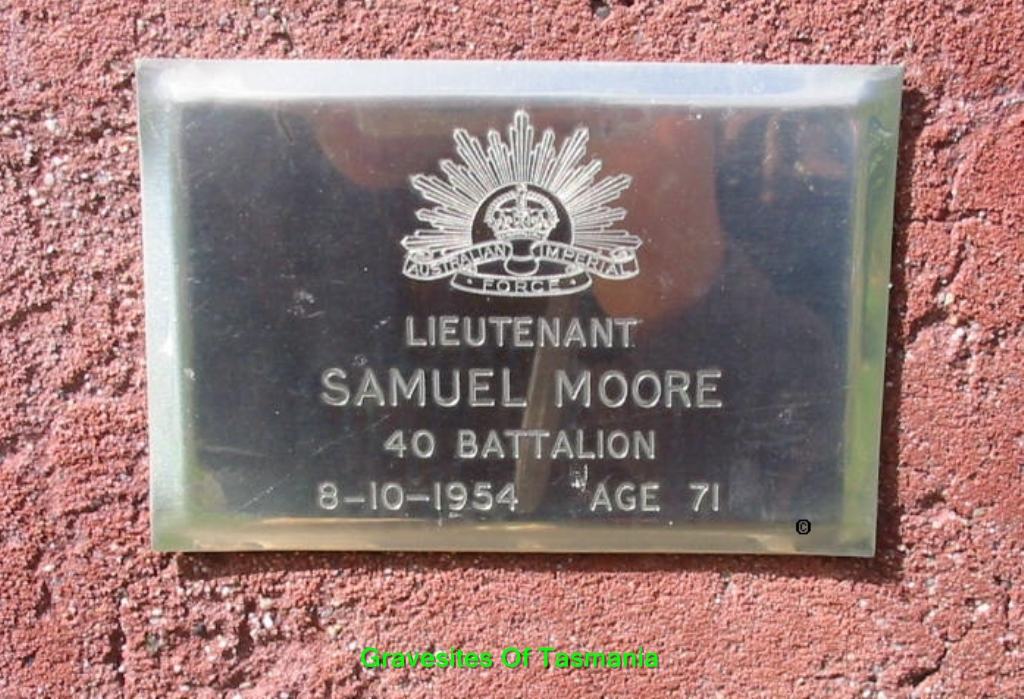 AUSTRALIAN IMPERIAL
FORCE
LIEUTENANT
SAMUEL MOORE
40 BATTALION
8-10-1954 AGE 71
©
Gravesites Of Tasmania